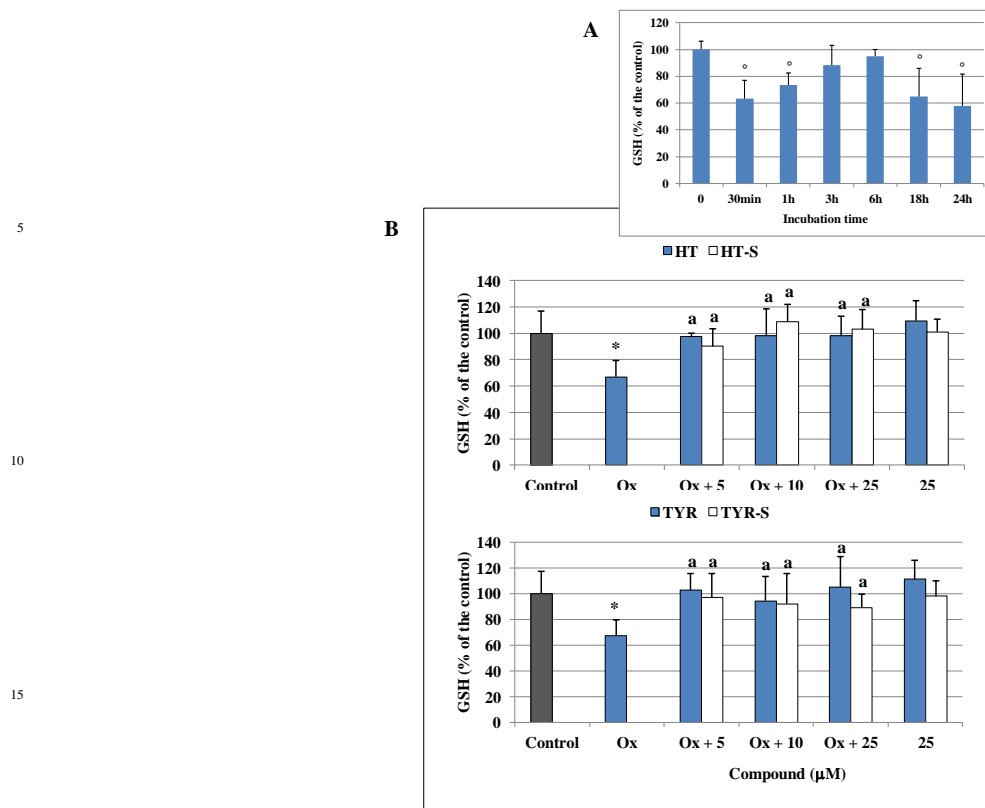 A
120
100
80
60
40
20
0
GSH (% of the control)
° ° ° °
0 30min 1h 3h 6h 18h 24h
Incubation time
5
B
HT HT-S
140
120
100
80
60
40
20
0
GSH (% of the control)
* a a a a a a
Control Ox Ox + 5 Ox + 10 Ox + 25 25
10
TYR TYR-S
140
120
100
80
60
40
20
0
GSH (% of the control)
* a a a a a a
Control Ox Ox + 5 Ox + 10 Ox + 25 25
15
Compound (μM)